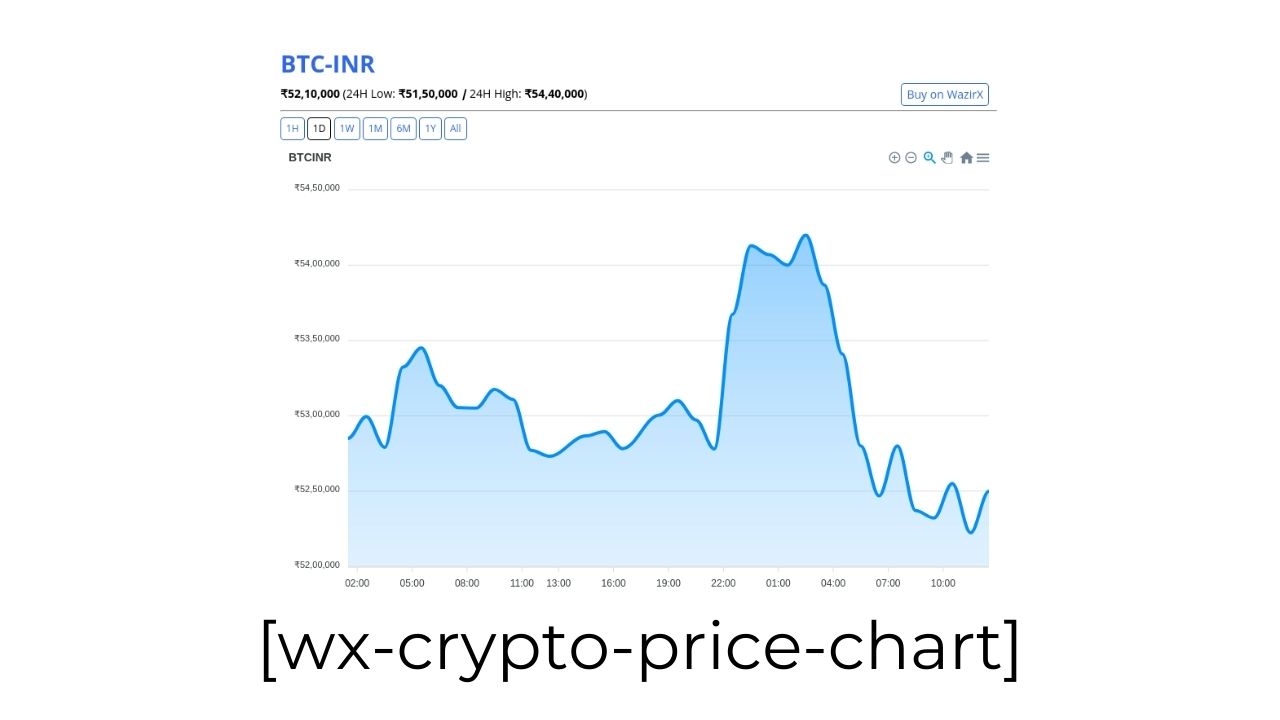 BTC-INR
₹52,10,000 (24H Low: ₹51,50,000 / 24H High: ₹54,40,000)
Buy on WazirX
1H 1D 1W 1M 6M 1Y All
BTCINR
₹54,50,000
₹54,00,000
₹53,50,000
₹53,00,000
₹52,50,000
₹52,00,000
02:00 05:00 08:00 11:00 13:00 16:00 19:00 22:00 01:00 04:00 07:00 10:00
[wx-crypto-price-chart]